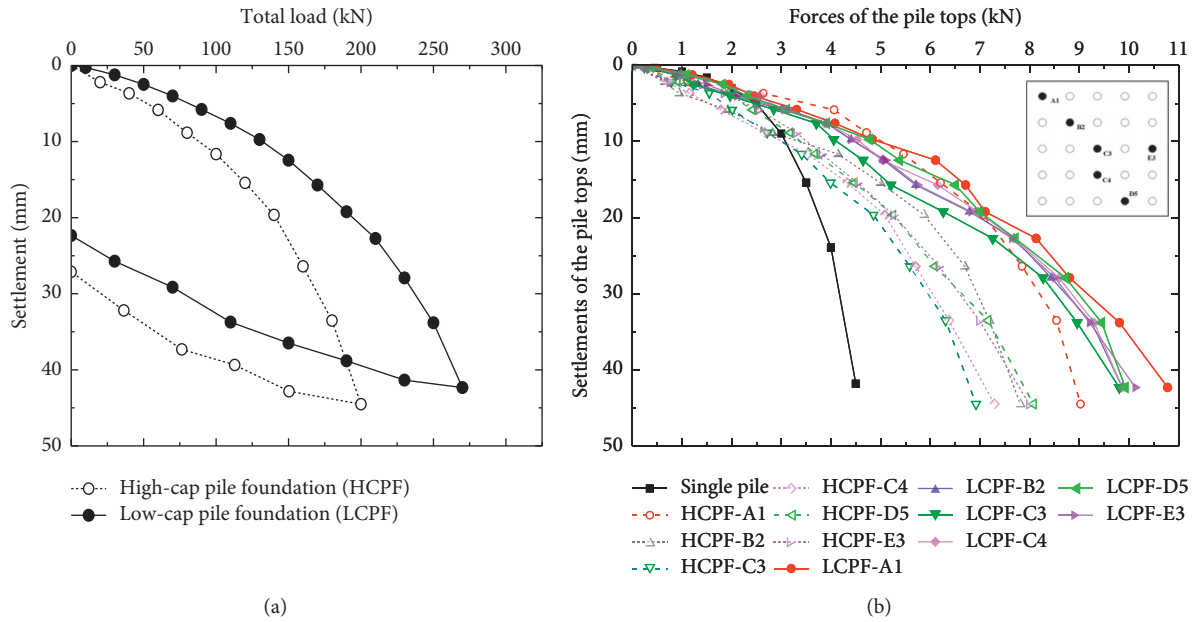 Total load (kN)
0 50 100 150 200 250 300
0
10
20
30
40
50
Settlement (mm)
High-cap pile foundation (HCPF)
Low-cap pile foundation (LCPF)
(a)
Forces of the pile tops (kN)
0 1 2 3 4 5 6 7 8 9 10 11
0
10
20
30
40
50
Settlements of the pile tops (mm)
A1
B2
C3
E3
C4
D5
Single pile
HCPF-A1
HCPF-B2
HCPF-C3
HCPF-C4
HCPF-D5
HCPF-E3
LCPF-A1
LCPF-B2
LCPF-C3
LCPF-C4
LCPF-D5
LCPF-E3
(b)